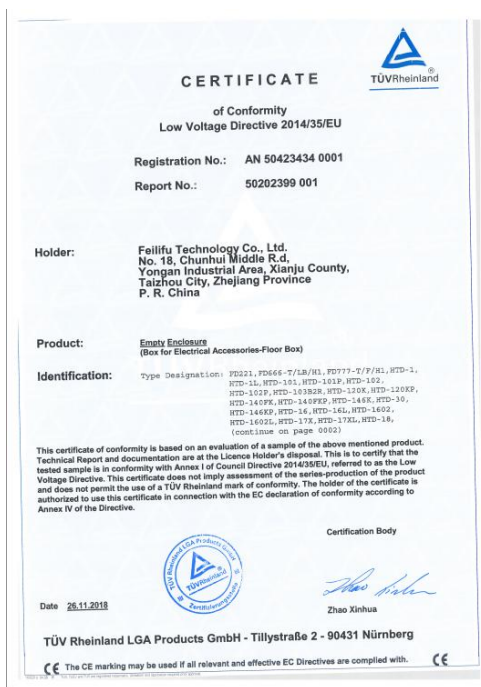 TÜVRheinland
CERTIFICATE
of Conformity
Low Voltage Directive 2014/35/EU
Registration No.: AN 50423434 0001
Report No.: 50202399 001
Holder: Feilifu Technology Co., Ltd.
No. 18, Chunhui Middle R.d,
Yongan Industrial Area, Xianju County,
Taizhou City, Zhejiang Province
P. R. China
Product: Empty Enclosure
(Box for Electrical Accessories-Floor Box)
Identification: Type Designation: FD221,FD666-T/LB/H1,FD777-T/F/H1,HTD-1,
HTD-1L,HTD-101,HTD-101P,HTD-102,
HTD-102P,HTD-103B2R,HTD-120K,HTD-120KP,
HTD-140FK,HTD-140FKP,HTD-146K,HTD-30,
HTD-146KP,HTD-16,HTD-16L,HTD-1602,
HTD-1602L,HTD-17X,HTD-17XL,HTD-18,
(continue on page 0002)
This certificate of conformity is based on an evaluation of a sample of the above mentioned product.
Technical Report and documentation are at the Licence Holder's disposal. This is to certify that the
tested sample is in conformity with Annex I of Council Directive 2014/35/EU, referred to as the Low
Voltage Directive. This certificate does not imply assessment of the series-production of the product
and does not permit the use of a TÜV Rheinland mark of conformity. The holder of the certificate is
authorized to use this certificate in connection with the EC declaration of conformity according to
Annex IV of the Directive.
Certification Body
TÜV Rheinland LGA Products GmbH
TÜVRheinland
Zertifizierungsstelle
Date 26.11.2018
Zhao Xinhua
TÜV Rheinland LGA Products GmbH - Tillystraße 2 - 90431 Nürnberg
CE The CE marking may be used if all relevant and effective EC Directives are complied with. CE